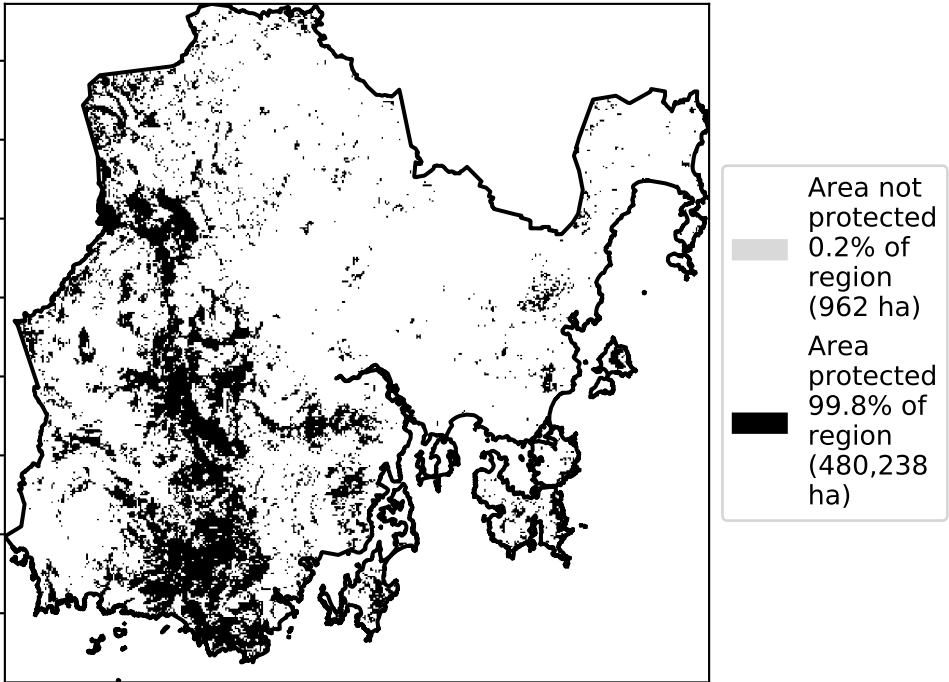 Area not
protected
0.2% of
region
(962 ha)
Area
protected
99.8% of
region
(480,238
ha)